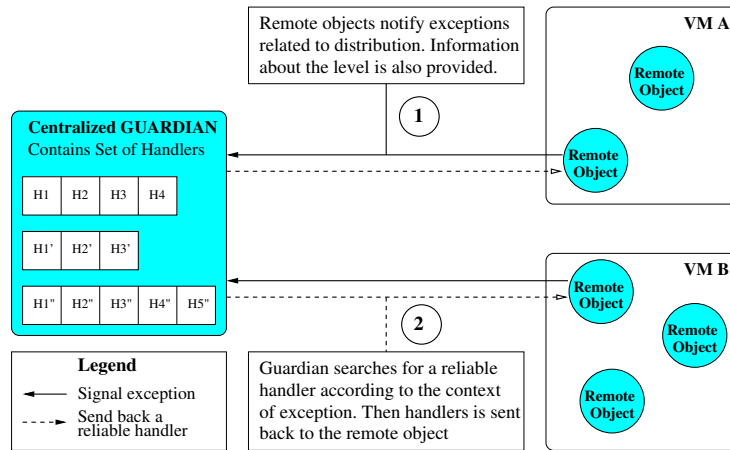 Remote objects notify exceptions
related to distribution. Information
about the level is also provided.
1
VM A
Remote
Object
Remote
Object
Centralized GUARDIAN
Contains Set of Handlers
H1 H2 H3 H4
H1' H2' H3'
H1" H2" H3" H4" H5"
VM B
Remote
Object
Remote
Object
Remote
Object
2
Guardian searches for a reliable
handler according to the context
of exception. Then handlers is sent
back to the remote object
Legend
Signal exception
Send back a
reliable handler